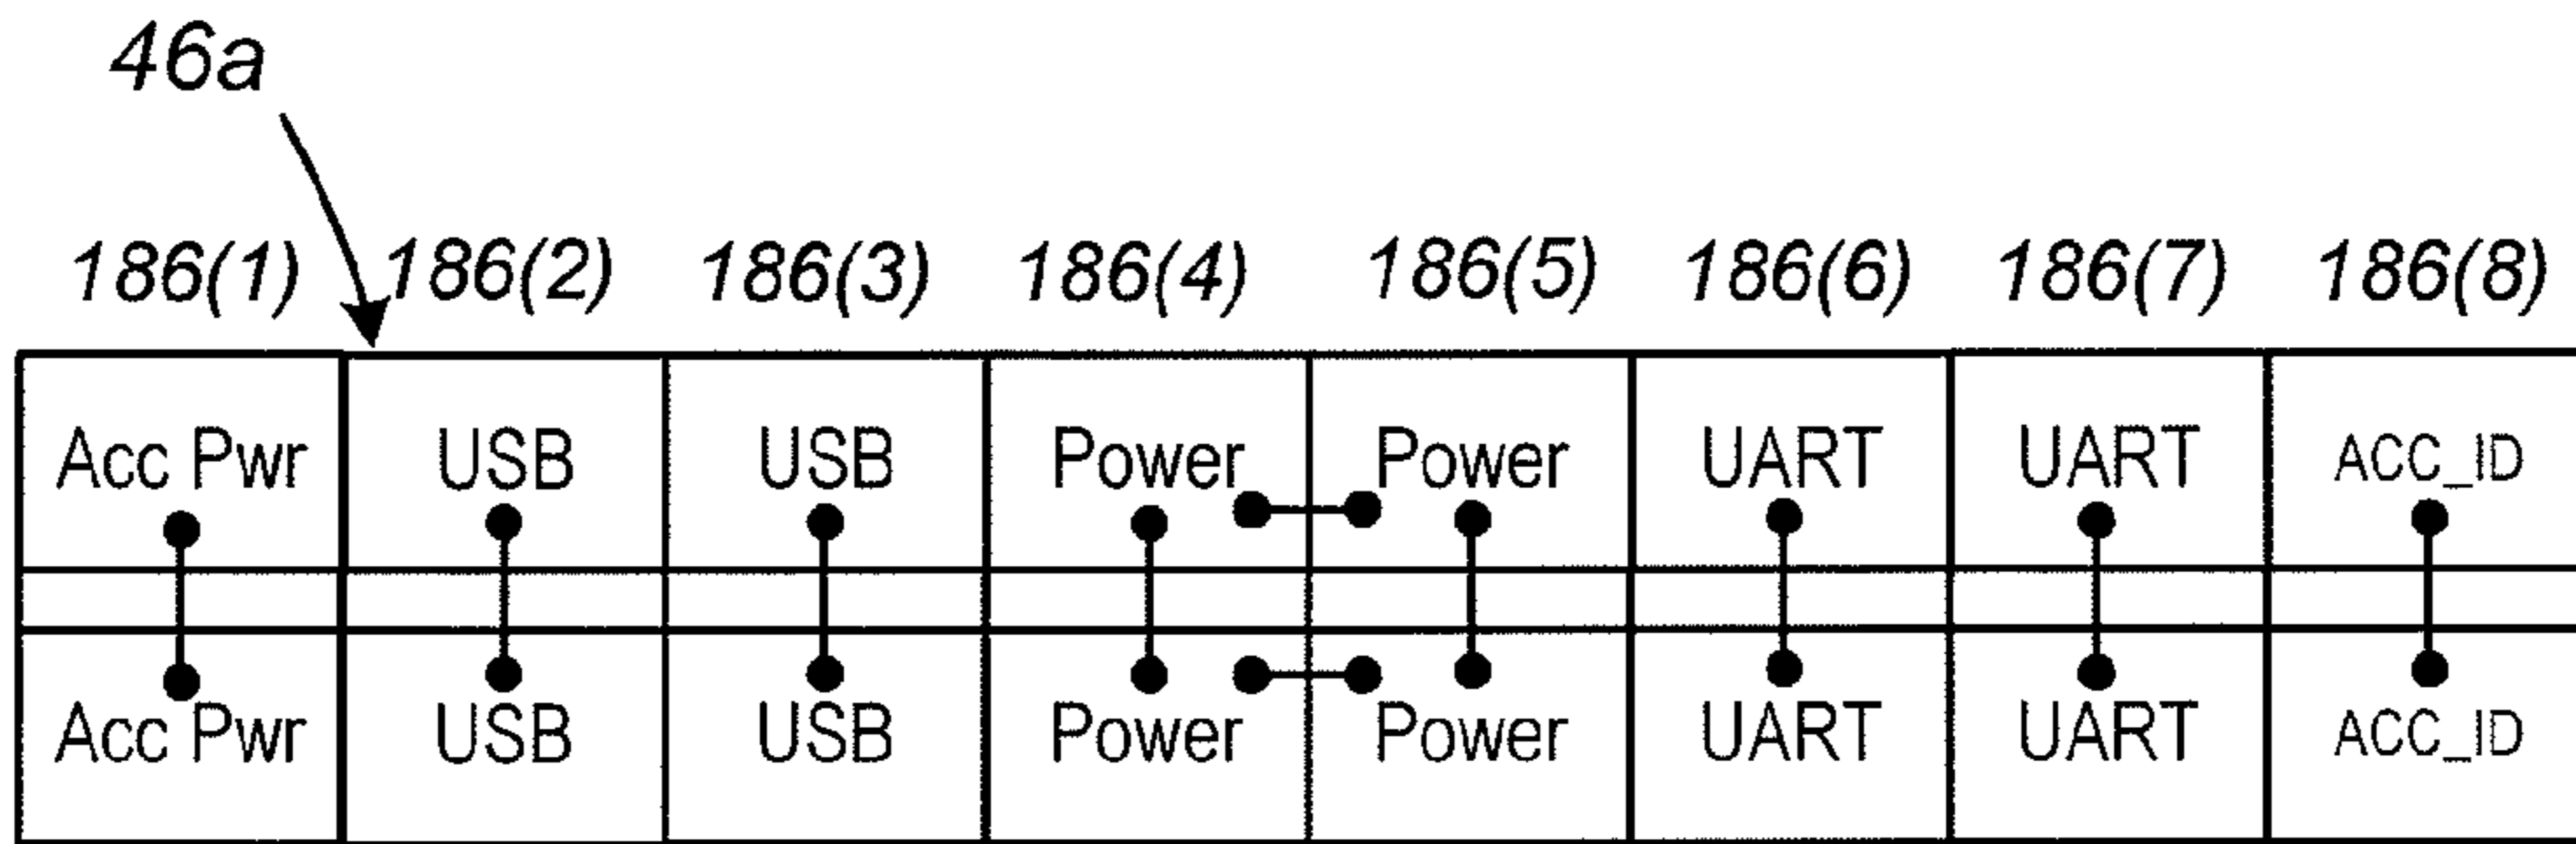 46a
186(1) 186(2) 186(3) 186(4) 186(5) 186(6) 186(7) 186(8)
Acc Pwr USB USB Power Power UART UART ACC_ID
Acc Pwr USB USB Power Power UART UART ACC_ID